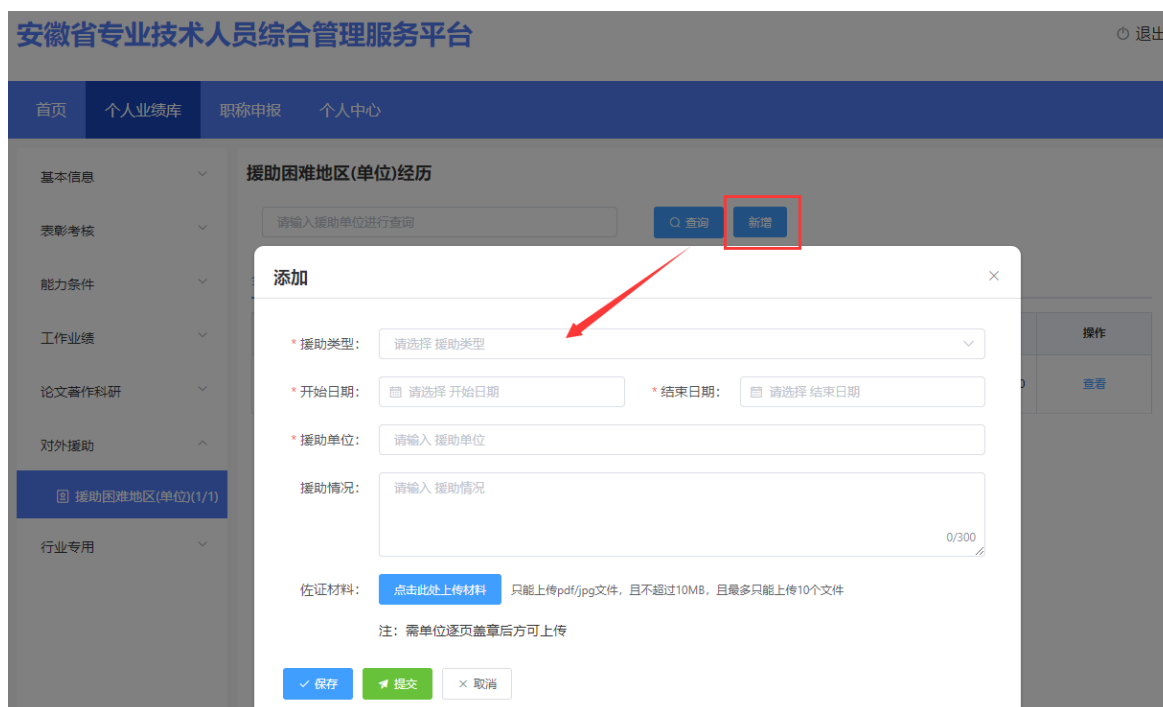 安徽省专业技术人员综合管理服务平台
退出
首页 个人业绩库 职称申报 个人中心
基本信息
表彰考核
能力条件
工作业绩
论文著作科研
对外援助
援助困难地区(单位)(1/1)
行业专用
援助困难地区(单位)经历
请输入援助单位进行查询 查询 新增
操作
查看
添加
* 援助类型: 请选择 援助类型
* 开始日期: 请选择 开始日期 * 结束日期: 请选择 结束日期
* 援助单位: 请输入 援助单位
援助情况: 请输入 援助情况
0/300
佐证材料: 点击此处上传材料 只能上传pdf/jpg文件，且不超过10MB，且最多只能上传10个文件
注：需单位逐页盖章后方可上传
保存 提交 取消